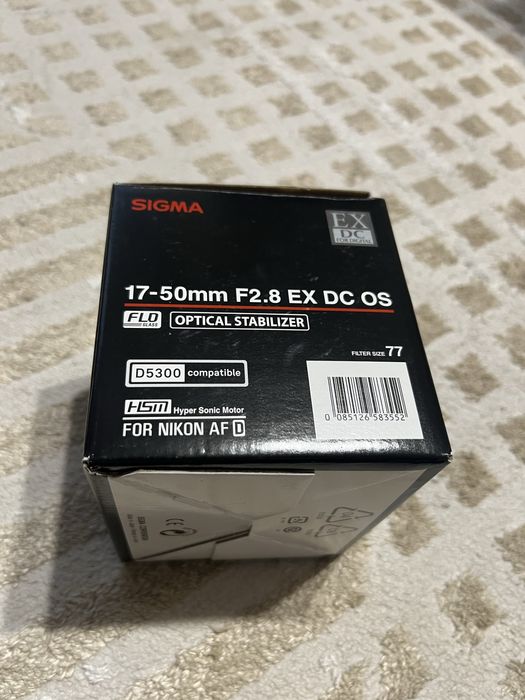 SIGMA
EX
DC
FOR DIGITAL
17-50mm F2.8 EX DC OS
FLD
GLASS
OPTICAL STABILIZER
FILTER SIZE 77
D5300 compatible
HSM Hyper Sonic Motor
FOR NIKON AF D
0 085126 583552